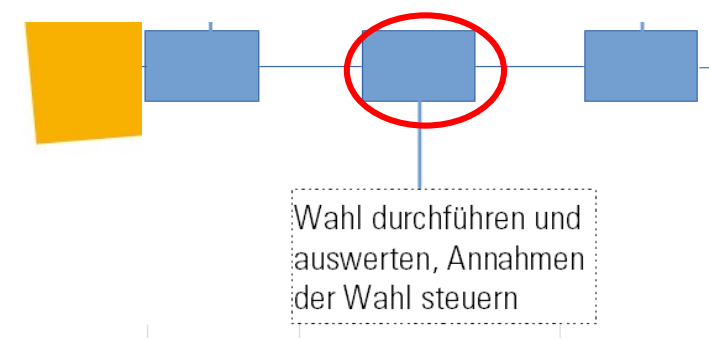 Wahl durchführen und
auswerten, Annahmen
der Wahl steuern